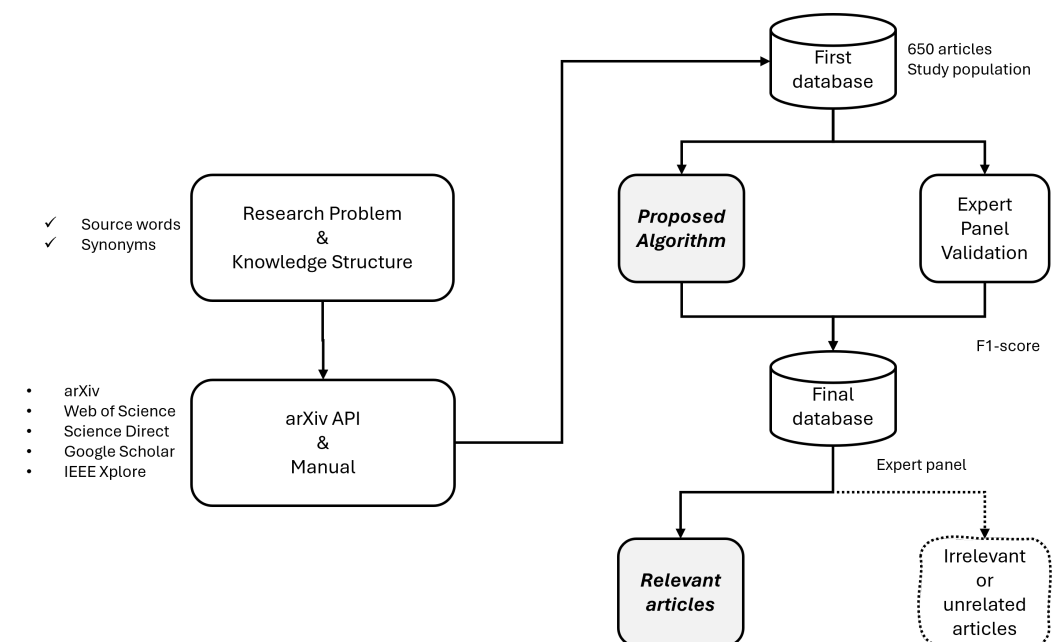 First
database
650 articles
Study population
✓ Source words
✓ Synonyms
Research Problem
&
Knowledge Structure
Proposed
Algorithm
Expert
Panel
Validation
F1-score
• arXiv
• Web of Science
• Science Direct
• Google Scholar
• IEEE Xplore
arXiv API
&
Manual
Final
database
Expert panel
Relevant
articles
Irrelevant
or
unrelated
articles